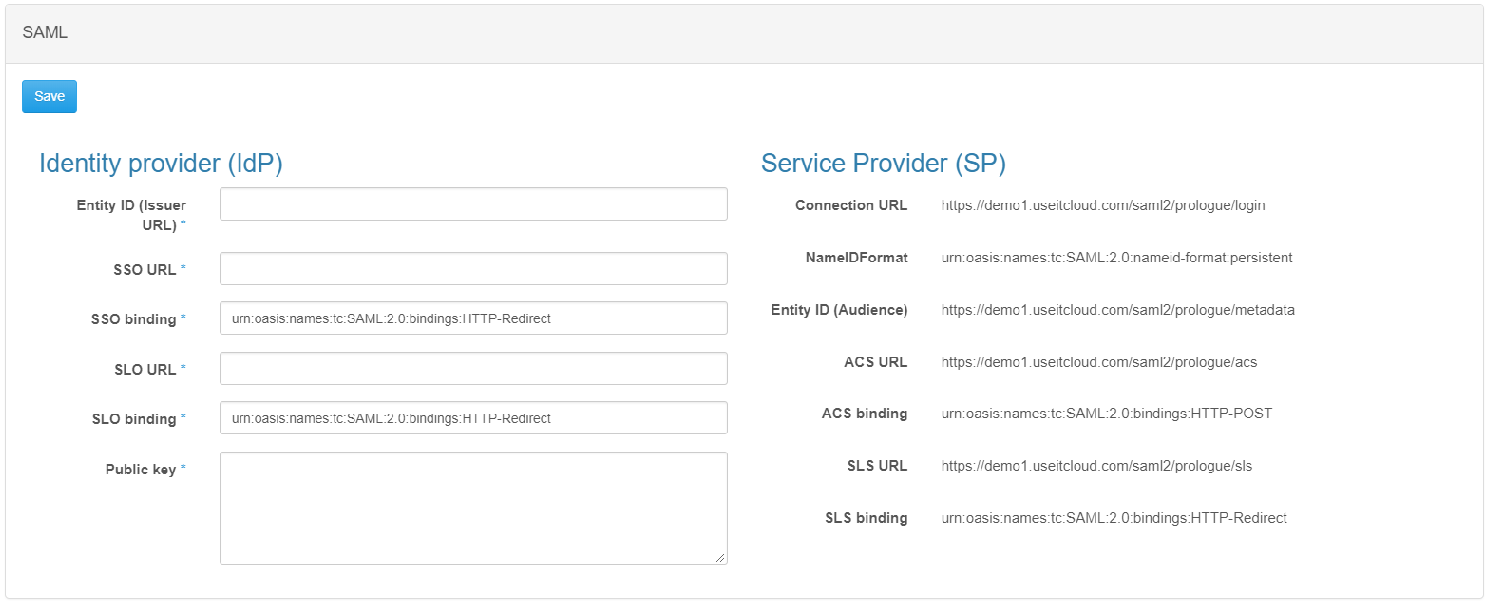 SAML
Save
Identity provider (IdP)
Entity ID (Issuer
URL) *
SSO URL *
SSO binding * urn:oasis:names:tc:SAML:2.0:bindings:HTTP-Redirect
SLO URL *
SLO binding * urn:oasis:names:tc:SAML:2.0:bindings:HTTP-Redirect
Public key *
Service Provider (SP)
Connection URL https://demo1.useitcloud.com/saml2/prologue/login
NameIDFormat urn:oasis:names:tc:SAML:2.0:nameid-format:persistent
Entity ID (Audience) https://demo1.useitcloud.com/saml2/prologue/metadata
ACS URL https://demo1.useitcloud.com/saml2/prologue/acs
ACS binding urn:oasis:names:tc:SAML:2.0:bindings:HTTP-POST
SLS URL https://demo1.useitcloud.com/saml2/prologue/sls
SLS binding urn:oasis:names:tc:SAML:2.0:bindings:HTTP-Redirect